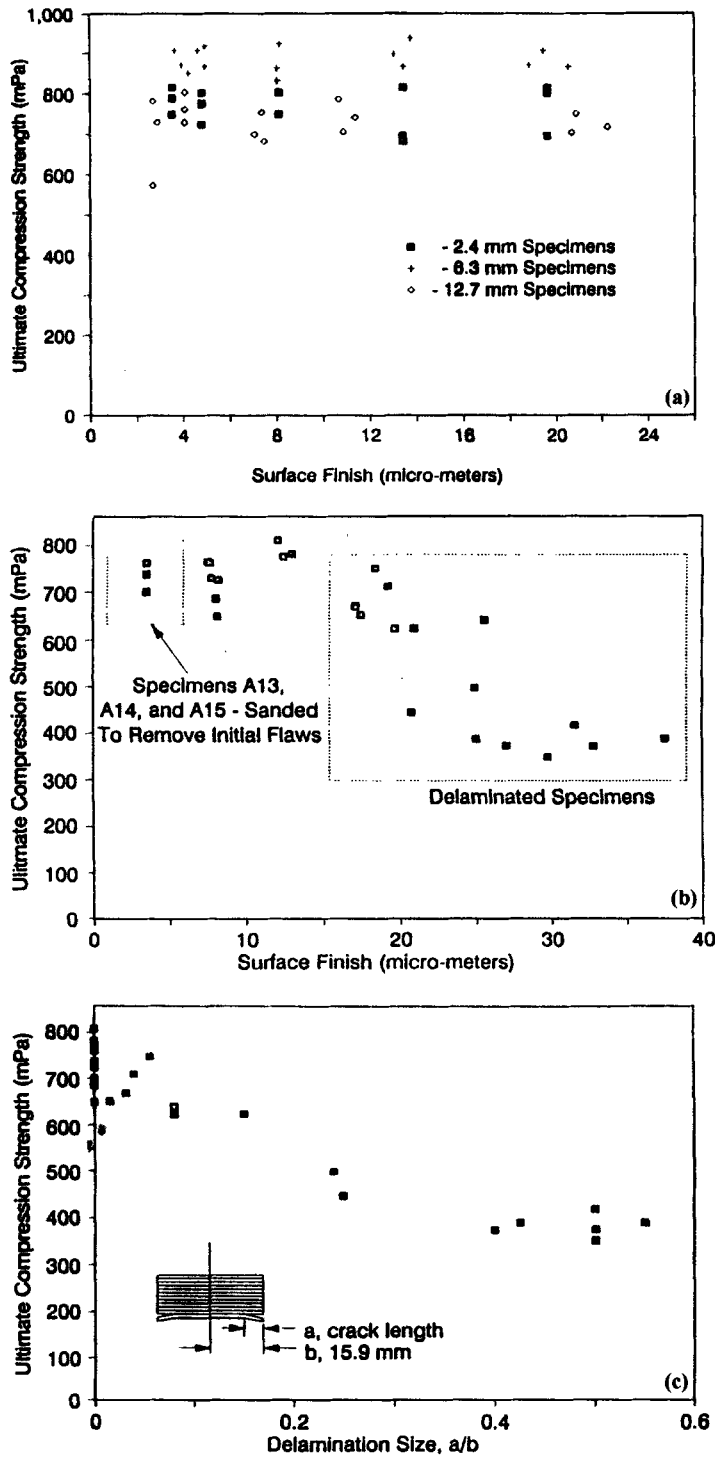 1,000
800
600
400
200
0
Ultimate Compression Strength (mPa)
■ - 2.4 mm Specimens
+ - 6.3 mm Specimens
◇ - 12.7 mm Specimens
(a)
0 4 8 12 16 20 24
Surface Finish (micro-meters)
800
700
600
500
400
300
200
100
0
Ulitmate Compression Strength (mPa)
Specimens A13,
A14, and A15 - Sanded
To Remove Initial Flaws
Delaminated Specimens
(b)
0 10 20 30 40
Surface Finish (micro-meters)
800
700
600
500
400
300
200
100
0
Ultimate Compression Strength (mPa)
a, crack length
b, 15.9 mm
(c)
0 0.2 0.4 0.6
Delamination Size, a/b